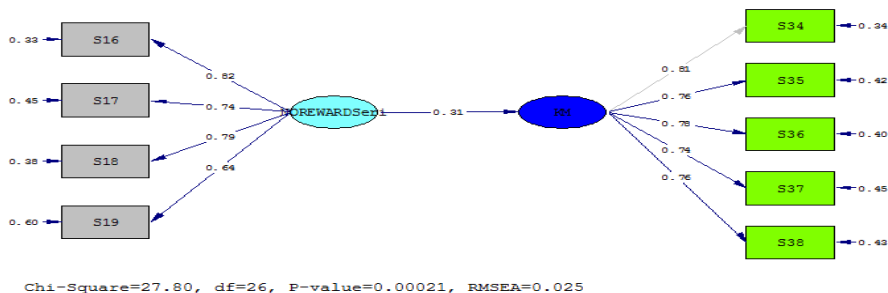 S34
0.33 S16 0.34
0.82 0.81
S35
0.45 S17 0.74 0.76 0.42
0.31
S36
0.79 0.78 0.40
0.38 S18 0.64 0.74
0.76 S37 0.45
0.60 S19
S38 0.43
Chi-Square=27.80, df=26, P-value=0.00021, RMSEA=0.025